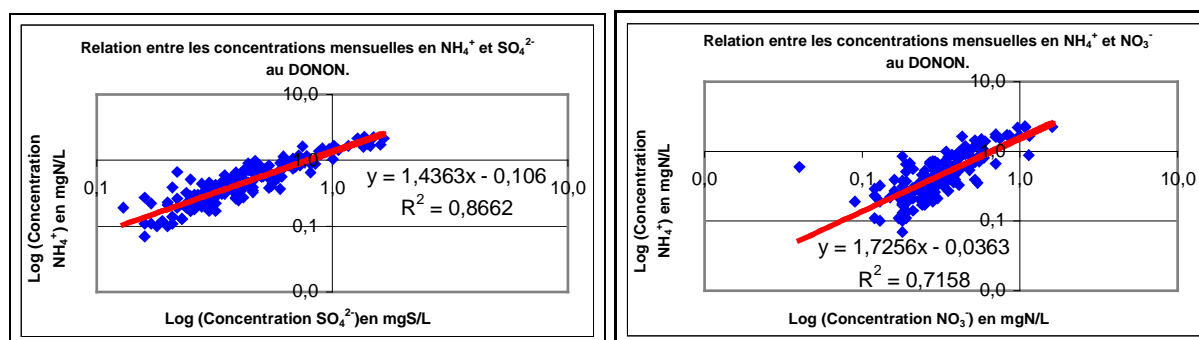 Relation entre les concentrations mensuelles en NH₄⁺ et SO₄²⁻
au DONON.
10,0
1,0
0,1
1,0
10,0
y = 1,4363x - 0,106
R² = 0,8662
0,1
0,0
Log (Concentration
NH₄⁺) en mgN/L
Log (Concentration SO₄²⁻)en mgS/L
Relation entre les concentrations mensuelles en NH₄⁺ et NO₃⁻
au DONON.
10,0
1,0
0,0
0,1
1,0
10,0
0,1
y = 1,7256x - 0,0363
R² = 0,7158
0,0
Log (Concentration
NH₄⁺) en mgN/L
Log (Concentration NO₃⁻) en mgN/L